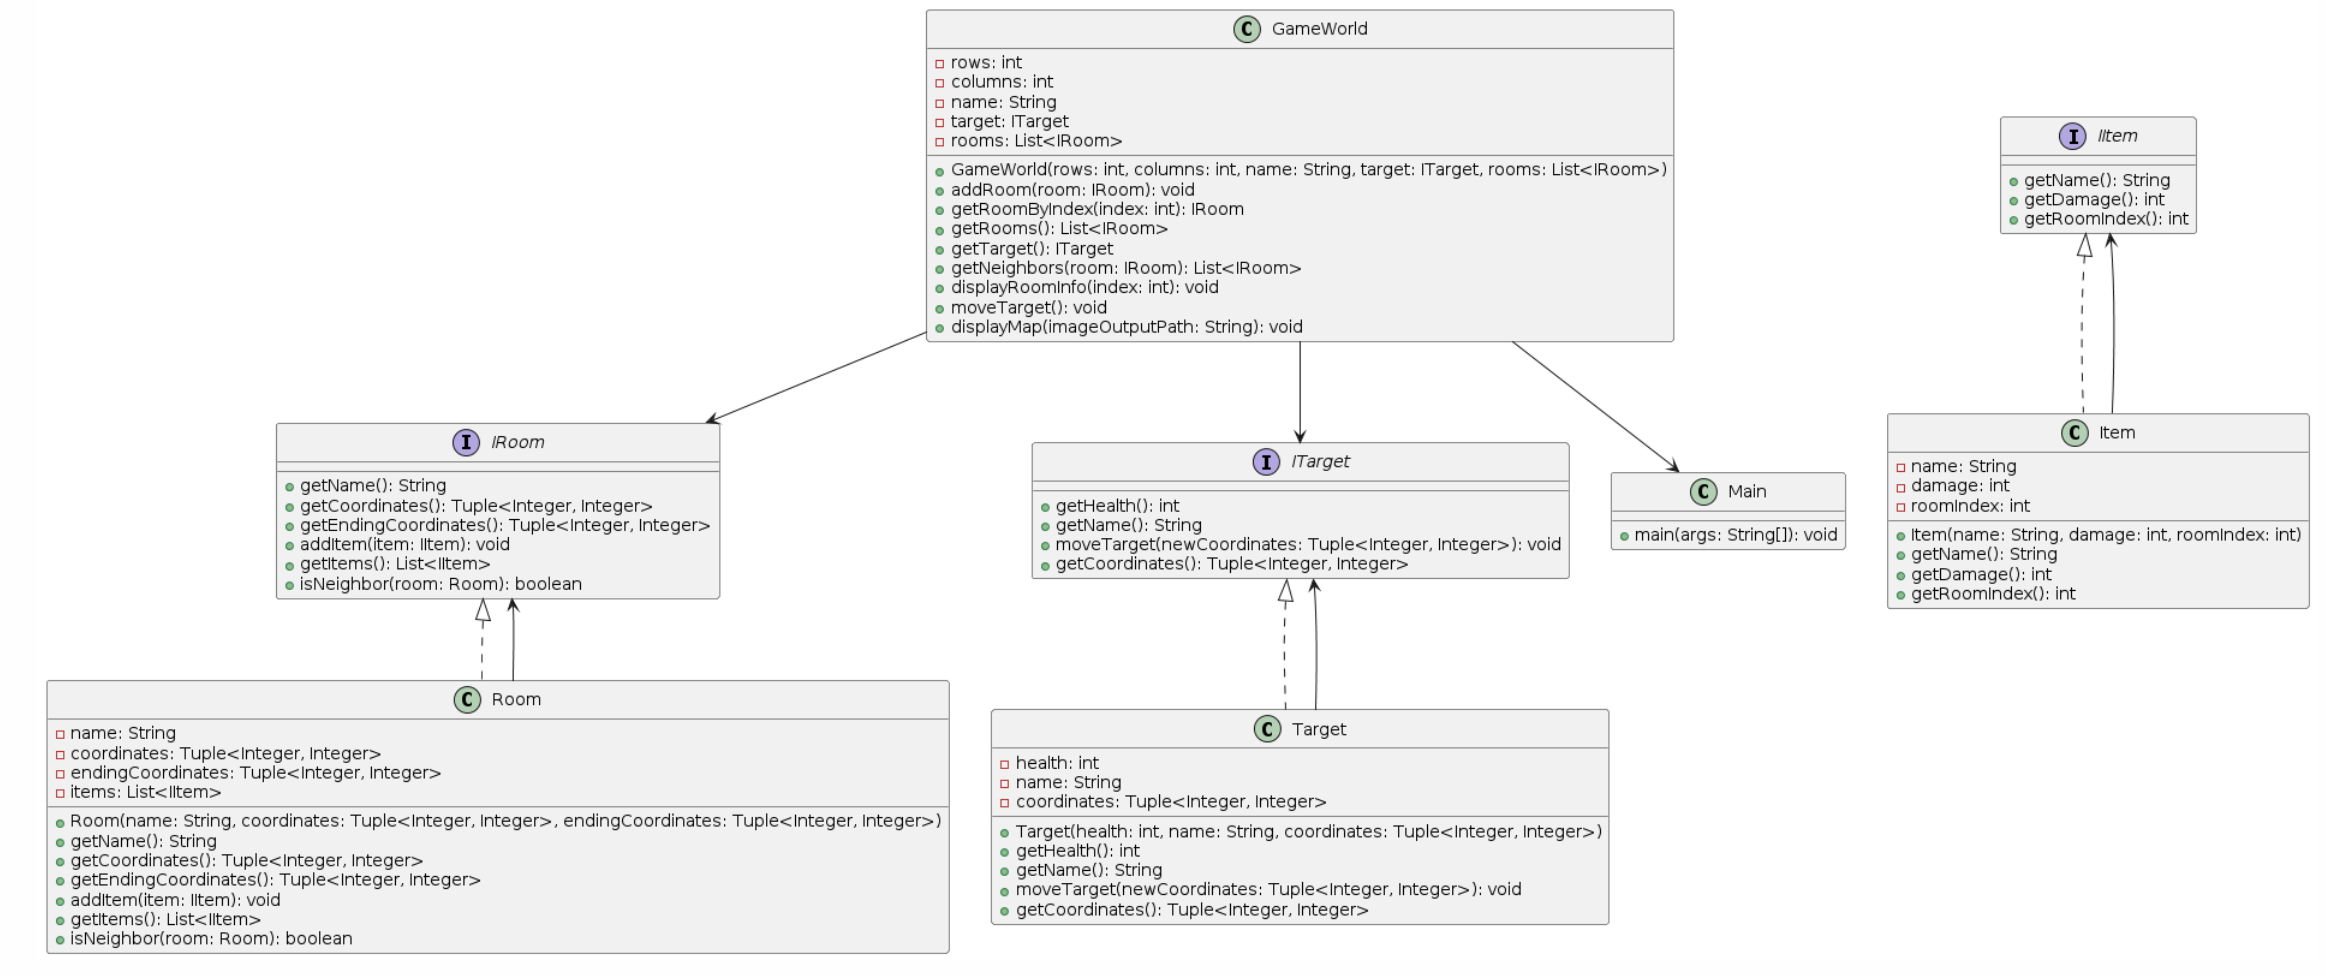 C GameWorld
rows: int
columns: int
name: String
target: ITarget
rooms: List<IRoom>
GameWorld(rows: int, columns: int, name: String, target: ITarget, rooms: List<IRoom>)
addRoom(room: IRoom): void
getRoomByIndex(index: int): IRoom
getRooms(): List<IRoom>
getTarget(): ITarget
getNeighbors(room: IRoom): List<IRoom>
displayRoomInfo(index: int): void
moveTarget(): void
displayMap(imageOutputPath: String): void
I IItem
getName(): String
getDamage(): int
getRoomIndex(): int
I IRoom
getName(): String
getCoordinates(): Tuple<Integer, Integer>
getEndingCoordinates(): Tuple<Integer, Integer>
addItem(item: IItem): void
getItems(): List<IItem>
isNeighbor(room: Room): boolean
I ITarget
getHealth(): int
getName(): String
moveTarget(newCoordinates: Tuple<Integer, Integer>): void
getCoordinates(): Tuple<Integer, Integer>
C Main
main(args: String[]): void
C Item
name: String
damage: int
roomIndex: int
Item(name: String, damage: int, roomIndex: int)
getName(): String
getDamage(): int
getRoomIndex(): int
C Room
name: String
coordinates: Tuple<Integer, Integer>
endingCoordinates: Tuple<Integer, Integer>
items: List<IItem>
Room(name: String, coordinates: Tuple<Integer, Integer>, endingCoordinates: Tuple<Integer, Integer>)
getName(): String
getCoordinates(): Tuple<Integer, Integer>
getEndingCoordinates(): Tuple<Integer, Integer>
addItem(item: IItem): void
getItems(): List<IItem>
isNeighbor(room: Room): boolean
C Target
health: int
name: String
coordinates: Tuple<Integer, Integer>
Target(health: int, name: String, coordinates: Tuple<Integer, Integer>)
getHealth(): int
getName(): String
moveTarget(newCoordinates: Tuple<Integer, Integer>): void
getCoordinates(): Tuple<Integer, Integer>